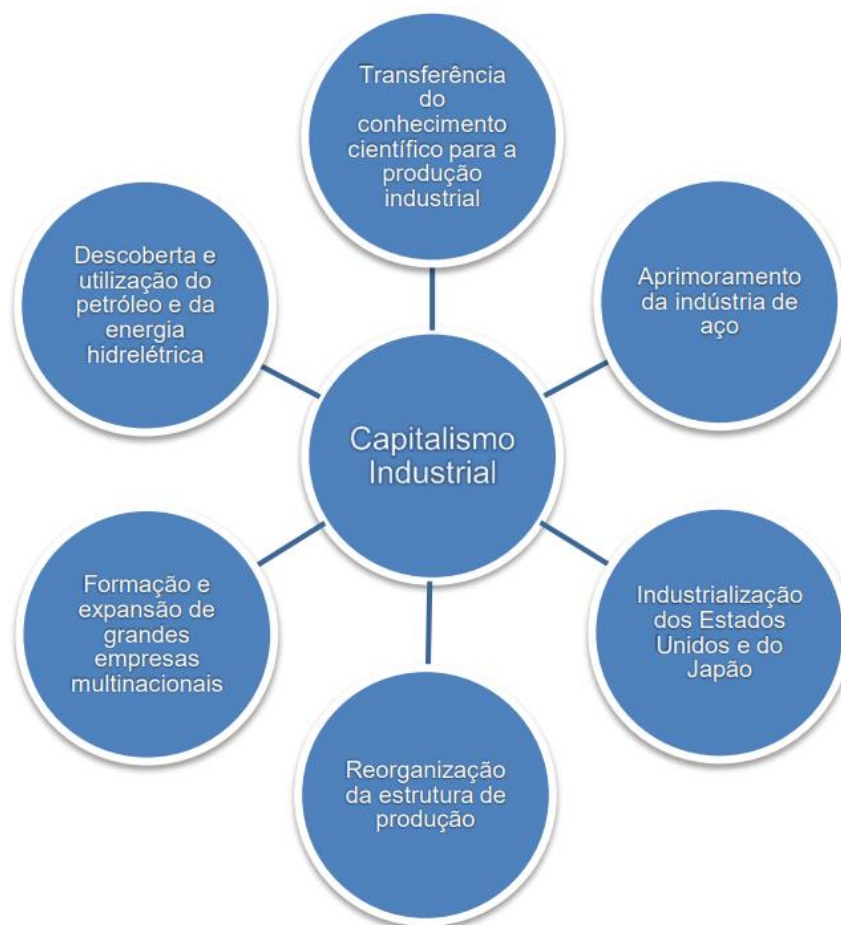 Transferência
do
conhecimento
científico para a
produção
industrial
Descoberta e
utilização do
petróleo e da
energia
hidrelétrica
Aprimoramento
da indústria de
aço
Capitalismo
Industrial
Formação e
expansão de
grandes
empresas
multinacionais
Industrialização
dos Estados
Unidos e do
Japão
Reorganização
da estrutura de
produção